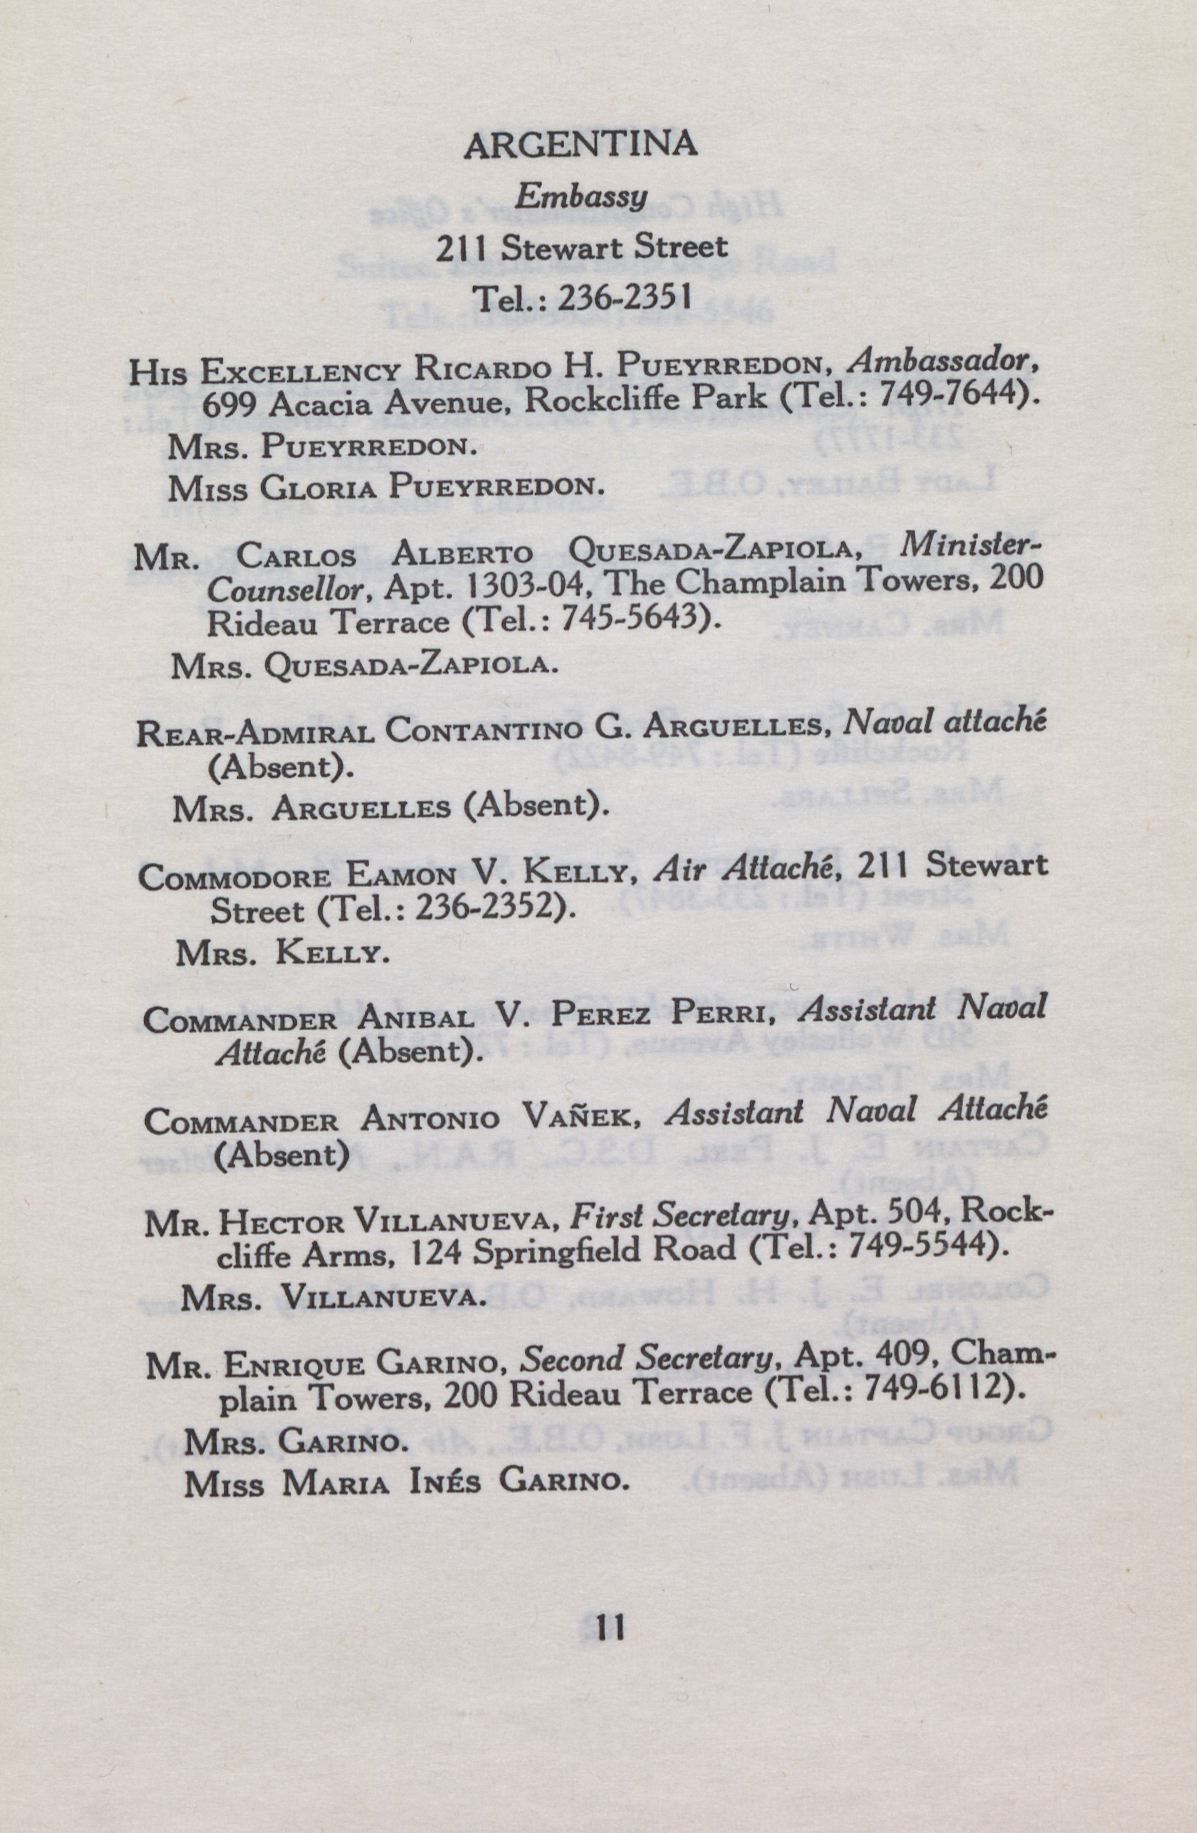 ARGENTINA
Embassy
211 Stewart Street
Tel.: 236-2351
HIS EXCELLENCY RICARDO H. PUEYRREDON, Ambassador,
699 Acacia Avenue, Rockcliffe Park (Tel.: 749-7644).
MRS. PUEYRREDON.
MISS GLORIA PUEYRREDON.
MR. CARLOS ALBERTO QUESADA-ZAPIOLA, Minister-
Counsellor, Apt. 1303-04, The Champlain Towers, 200
Rideau Terrace (Tel.: 745-5643).
MRS. QUESADA-ZAPIOLA.
REAR-ADMIRAL CONTANTINO G. ARGUELLES, Naval attaché
(Absent).
MRS. ARGUELLES (Absent).
COMMODORE EAMON V. KELLY, Air Attaché, 211 Stewart
Street (Tel.: 236-2352).
MRS. KELLY.
COMMANDER ANIBAL V. PEREZ PERRI, Assistant Naval
Attaché (Absent).
COMMANDER ANTONIO VAÑEK, Assistant Naval Attaché
(Absent)
MR. HECTOR VILLANUEVA, First Secretary, Apt. 504, Rock-
cliffe Arms, 124 Springfield Road (Tel.: 749-5544).
MRS. VILLANUEVA.
MR. ENRIQUE GARINO, Second Secretary, Apt. 409, Cham-
plain Towers, 200 Rideau Terrace (Tel.: 749-6112).
MRS. GARINO.
MISS MARIA INÉS GARINO.
11